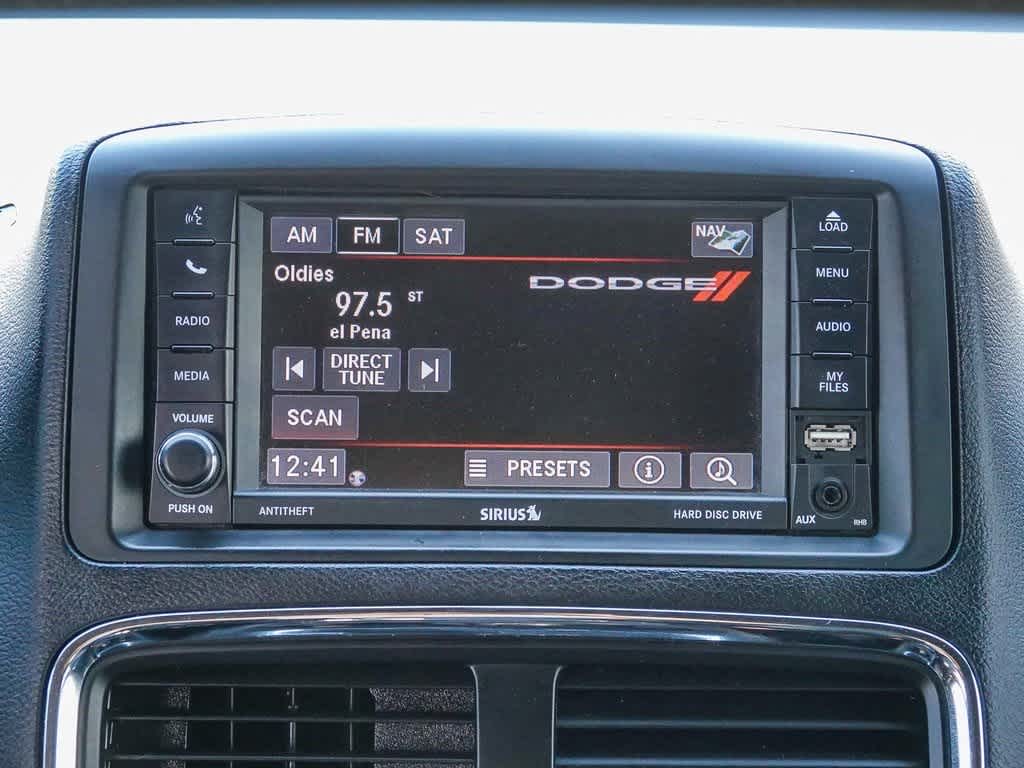 AM FM SAT NAV
Oldies
DODGE
97.5 ST
el Pena
DIRECT
TUNE
SCAN
12:41 PRESETS
RADIO
MEDIA
VOLUME
PUSH ON
ANTITHEFT SIRIUS HARD DISC DRIVE
LOAD
MENU
AUDIO
MY
FILES
AUX RHB